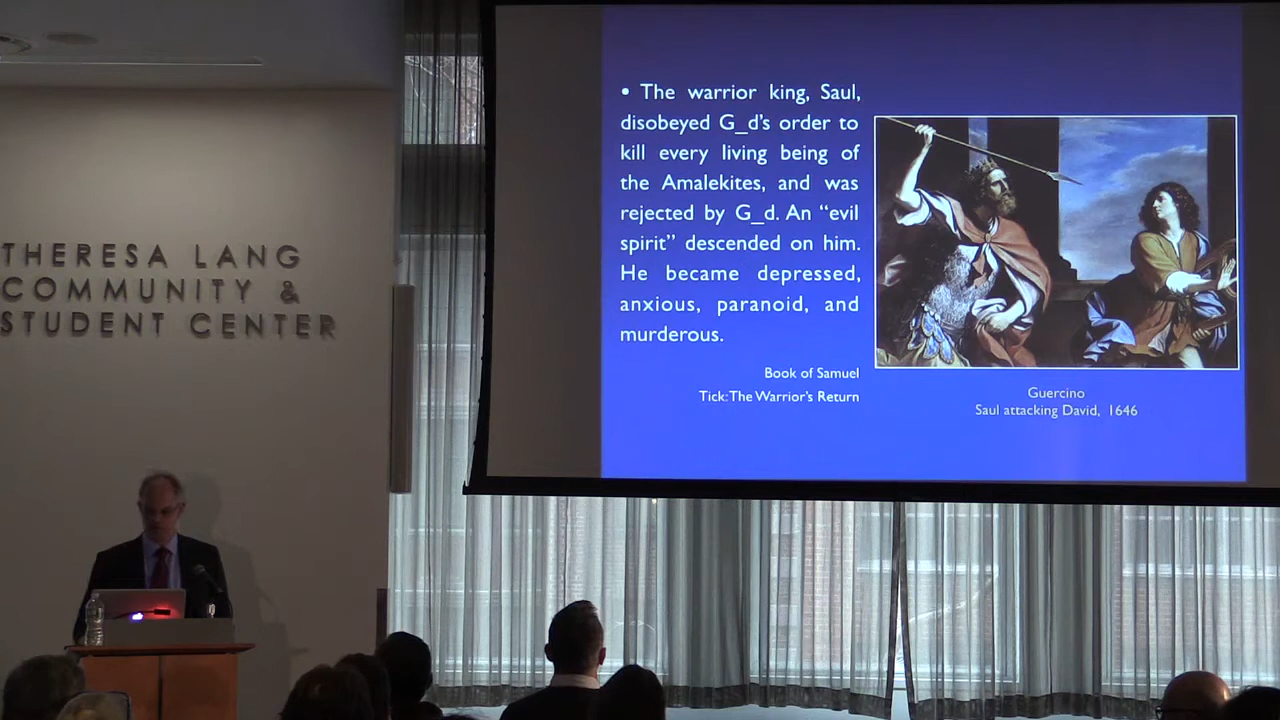 THERESA LANG
COMMUNITY &
STUDENT CENTER
• The warrior king, Saul,
disobeyed G_d's order to
kill every living being of
the Amalekites, and was
rejected by G_d. An “evil
spirit” descended on him.
He became depressed,
anxious, paranoid, and
murderous.
Book of Samuel
Tick: The Warrior's Return
Guercino
Saul attacking David, 1646